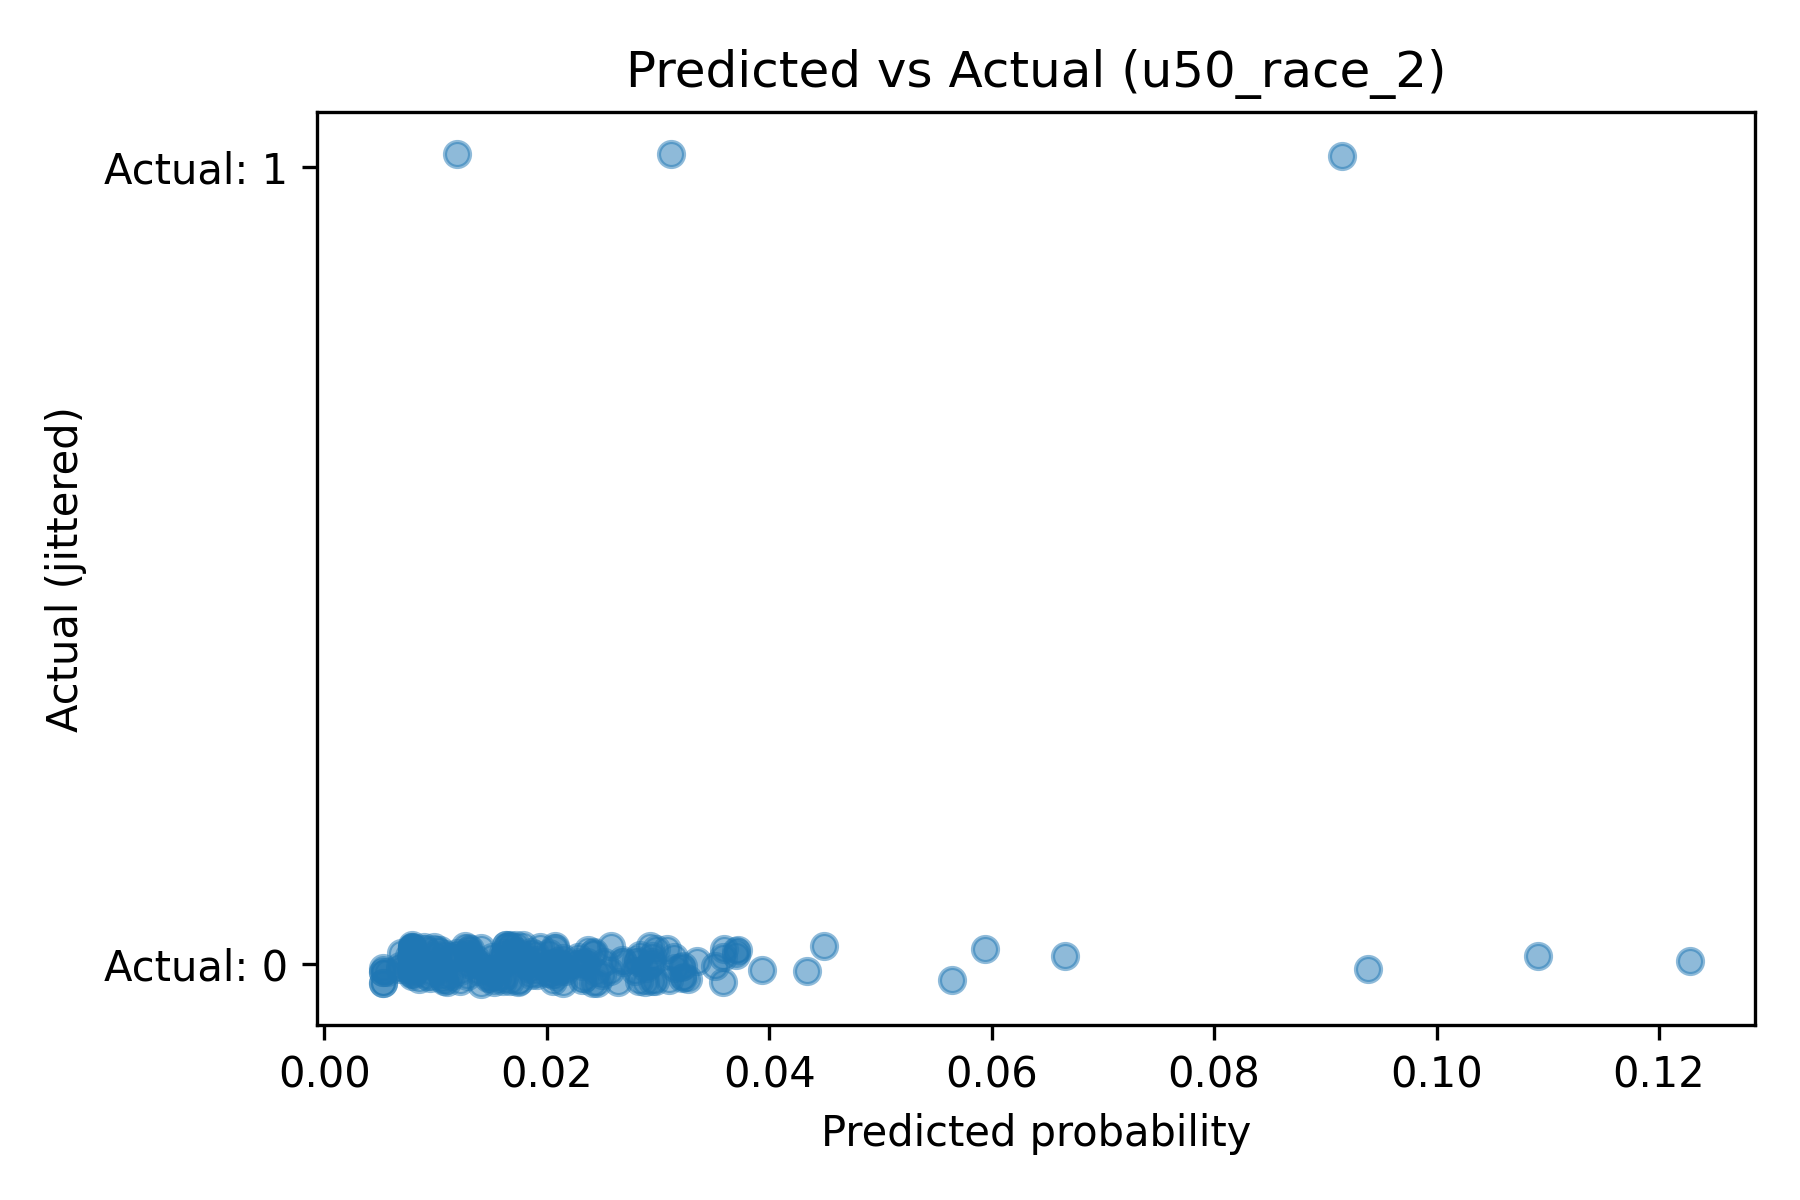 Predicted vs Actual (u50_race_2)
Actual: 1
Actual (jittered)
Actual: 0
0.00 0.02 0.04 0.06 0.08 0.10 0.12
Predicted probability